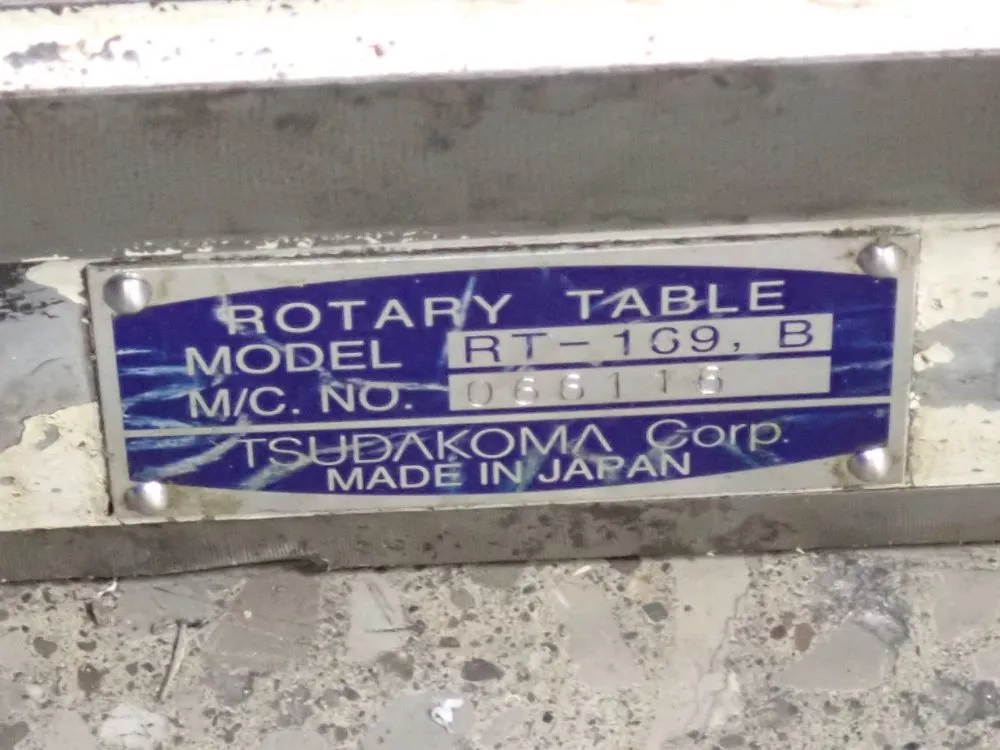 ROTARY TABLE
MODEL RT-169, B
M/C. NO. 066116
TSUDAKOMA Corp.
MADE IN JAPAN